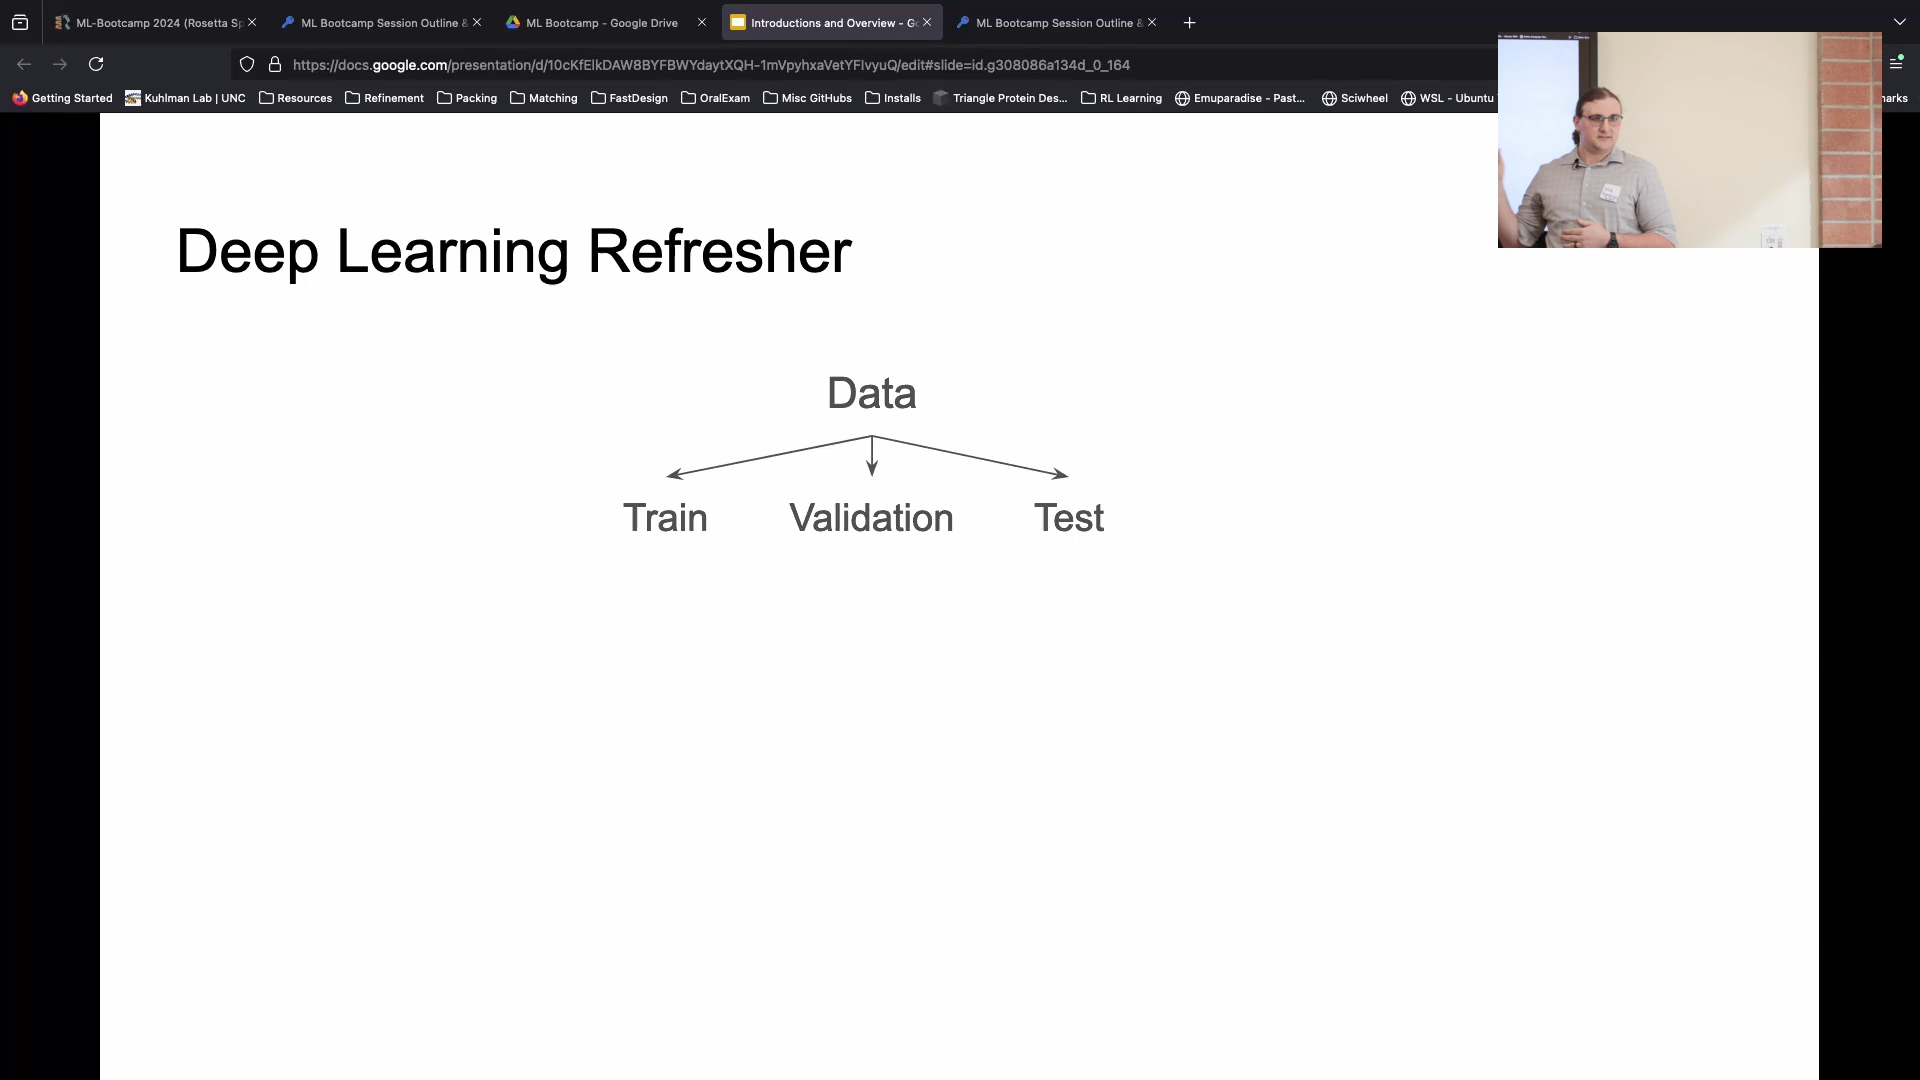 ML-Bootcamp 2024 (Rosetta Sp
ML Bootcamp Session Outline &
ML Bootcamp - Google Drive
Introductions and Overview - Go
ML Bootcamp Session Outline &
https://docs.google.com/presentation/d/10cKfElkDAW8BYFBWYdaytXQH-1mVpyhxaVetYFIvyuQ/edit#slide=id.g308086a134d_0_164
Getting Started
Kuhlman Lab | UNC
Resources
Refinement
Packing
Matching
FastDesign
OralExam
Misc GitHubs
Installs
Triangle Protein Des...
RL Learning
Emuparadise - Past...
Sciwheel
WSL - Ubuntu
arks
Deep Learning Refresher
Data
Train Validation Test